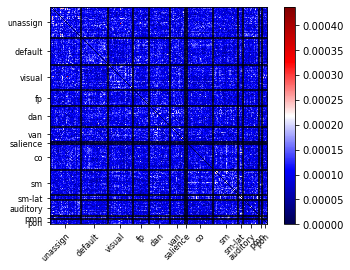 unassign
default
visual
fp
dan
van
salience
co
sm
sm-lat
auditory
pmn
pon
unassign
default
visual
fp
dan
van
salience
co
sm
sm-lat
auditory
pmn
pon
0.00040
0.00035
0.00030
0.00025
0.00020
0.00015
0.00010
0.00005
0.00000